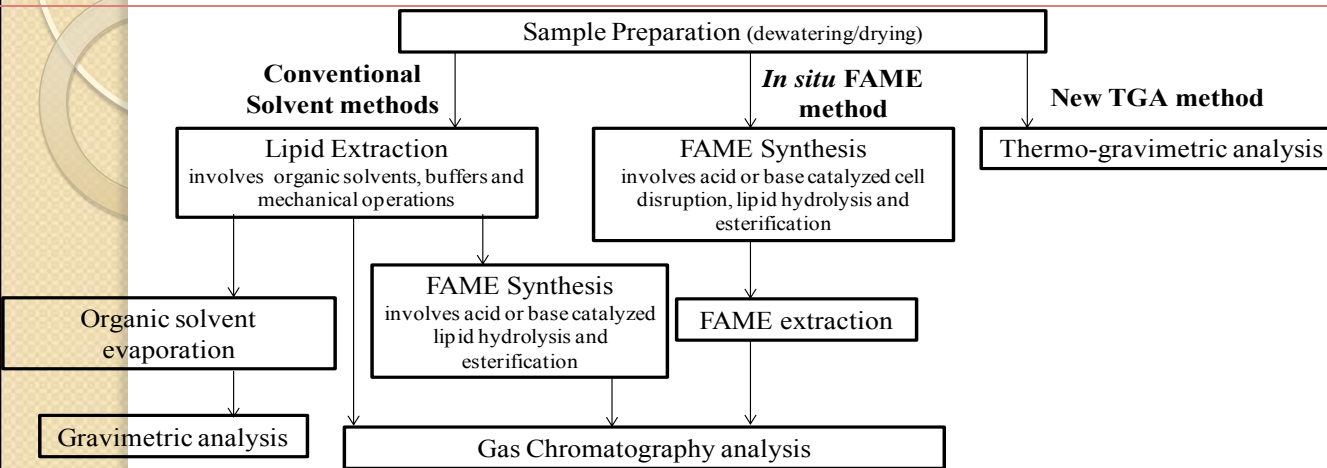 Sample Preparation (dewatering/drying)
Conventional
Solvent methods
In situ FAME
method
New TGA method
Lipid Extraction
involves organic solvents, buffers and
mechanical operations
FAME Synthesis
involves acid or base catalyzed cell
disruption, lipid hydrolysis and
esterification
Thermo-gravimetric analysis
FAME Synthesis
involves acid or base catalyzed
lipid hydrolysis and
esterification
Organic solvent
evaporation
FAME extraction
Gravimetric analysis
Gas Chromatography analysis